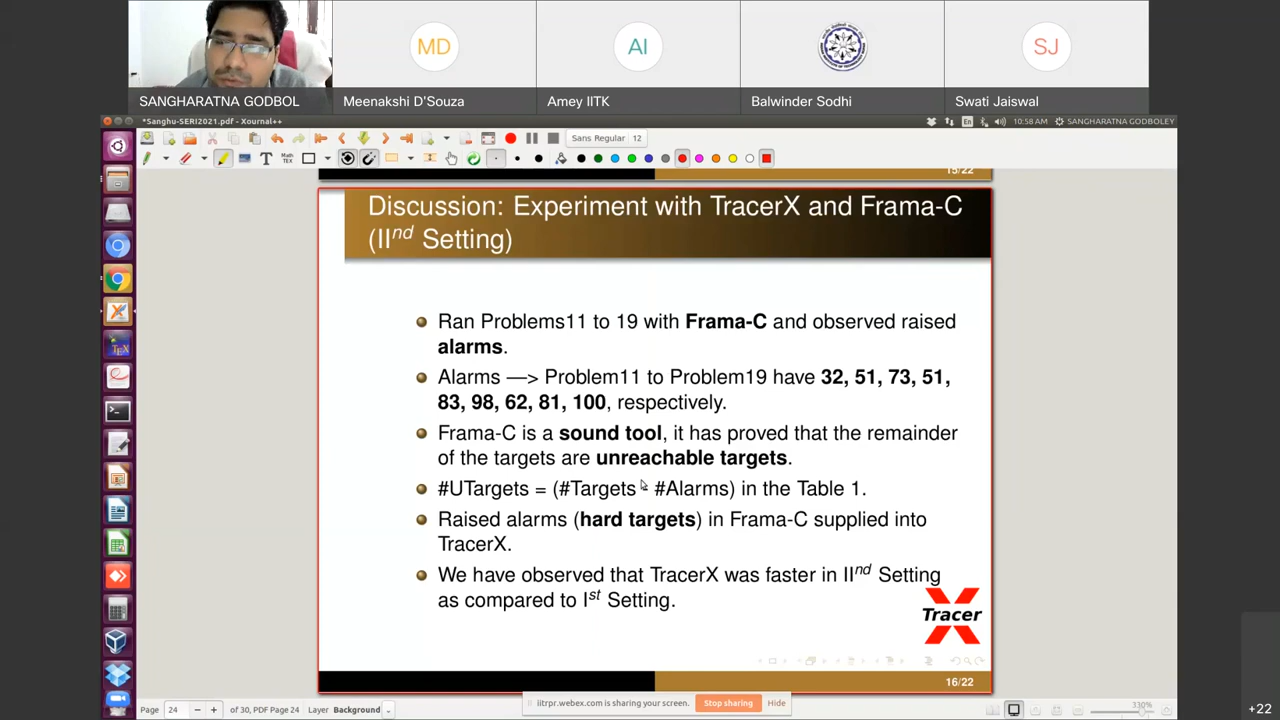 MD
AI
SJ
SANGHARATNA GODBOL
Meenakshi D'Souza
Amey IITK
Balwinder Sodhi
Swati Jaiswal
*Sanghu-SERI2021.pdf - Xournal++
En
10:58 AM
SANGHARATNA GODBOLEY
Sans Regular 12
15/22
Discussion: Experiment with TracerX and Frama-C
(IInd Setting)
Ran Problems11 to 19 with Frama-C and observed raised
alarms.
Alarms —> Problem11 to Problem19 have 32, 51, 73, 51,
83, 98, 62, 81, 100, respectively.
Frama-C is a sound tool, it has proved that the remainder
of the targets are unreachable targets.
#UTargets = (#Targets - #Alarms) in the Table 1.
Raised alarms (hard targets) in Frama-C supplied into
TracerX.
We have observed that TracerX was faster in IInd Setting
as compared to Ist Setting.
Tracer
X
16/22
litrpr.webex.com is sharing your screen.
Stop sharing
Hide
Page 24 of 30, PDF Page 24 Layer Background
330%
+22